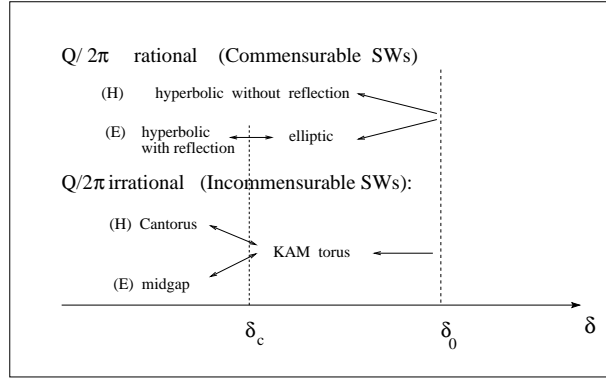 Q/ 2π rational (Commensurable SWs)
(H) hyperbolic without reflection
(E) hyperbolic with reflection elliptic
Q/2π irrational (Incommensurable SWs):
(H) Cantorus
KAM torus
(E) midgap
δc δ0 δ